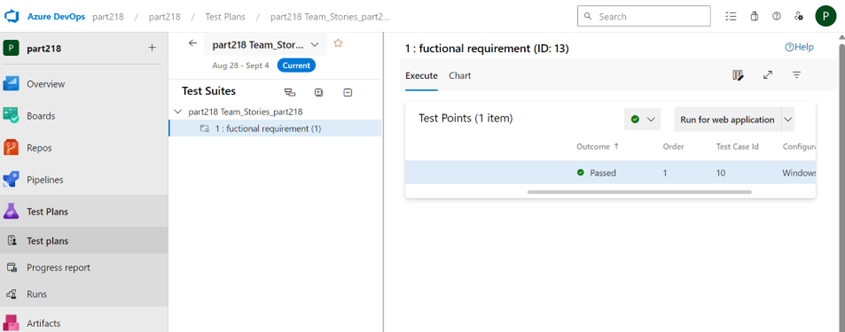 Azure DevOps part218 / part218 / Test Plans / part218 Team_Stories_part2...
Search
P
P part218 +
Overview
Boards
Repos
Pipelines
Test Plans
Test plans
Progress report
Runs
Artifacts
part218 Team_Stor...
Aug 28 - Sept 4 Current
Test Suites
part218 Team_Stories_part218
1 : fuctional requirement (1)
1 : fuctional requirement (ID: 13)
Help
Execute Chart
Test Points (1 item)
Run for web application
Outcome ↑ Order Test Case Id Configura
Passed 1 10 Windows